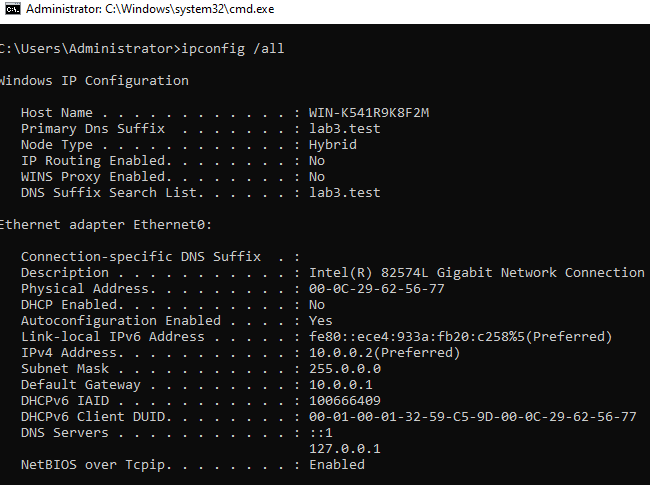 Administrator: C:\Windows\system32\cmd.exe
C:\Users\Administrator>ipconfig /all
Windows IP Configuration
Host Name . . . . . . . . . . . . : WIN-K541R9K8F2M
Primary Dns Suffix  . . . . . . . : lab3.test
Node Type . . . . . . . . . . . . : Hybrid
IP Routing Enabled. . . . . . . . : No
WINS Proxy Enabled. . . . . . . . : No
DNS Suffix Search List. . . . . . : lab3.test
Ethernet adapter Ethernet0:
Connection-specific DNS Suffix  . :
Description . . . . . . . . . . . : Intel(R) 82574L Gigabit Network Connection
Physical Address. . . . . . . . . : 00-0C-29-62-56-77
DHCP Enabled. . . . . . . . . . . : No
Autoconfiguration Enabled . . . . : Yes
Link-local IPv6 Address . . . . . : fe80::ece4:933a:fb20:c258%5(Preferred)
IPv4 Address. . . . . . . . . . . : 10.0.0.2(Preferred)
Subnet Mask . . . . . . . . . . . : 255.0.0.0
Default Gateway . . . . . . . . . : 10.0.0.1
DHCPv6 IAID . . . . . . . . . . . : 100666409
DHCPv6 Client DUID. . . . . . . . : 00-01-00-01-32-59-C5-9D-00-0C-29-62-56-77
DNS Servers . . . . . . . . . . . : ::1
127.0.0.1
NetBIOS over Tcpip. . . . . . . . : Enabled